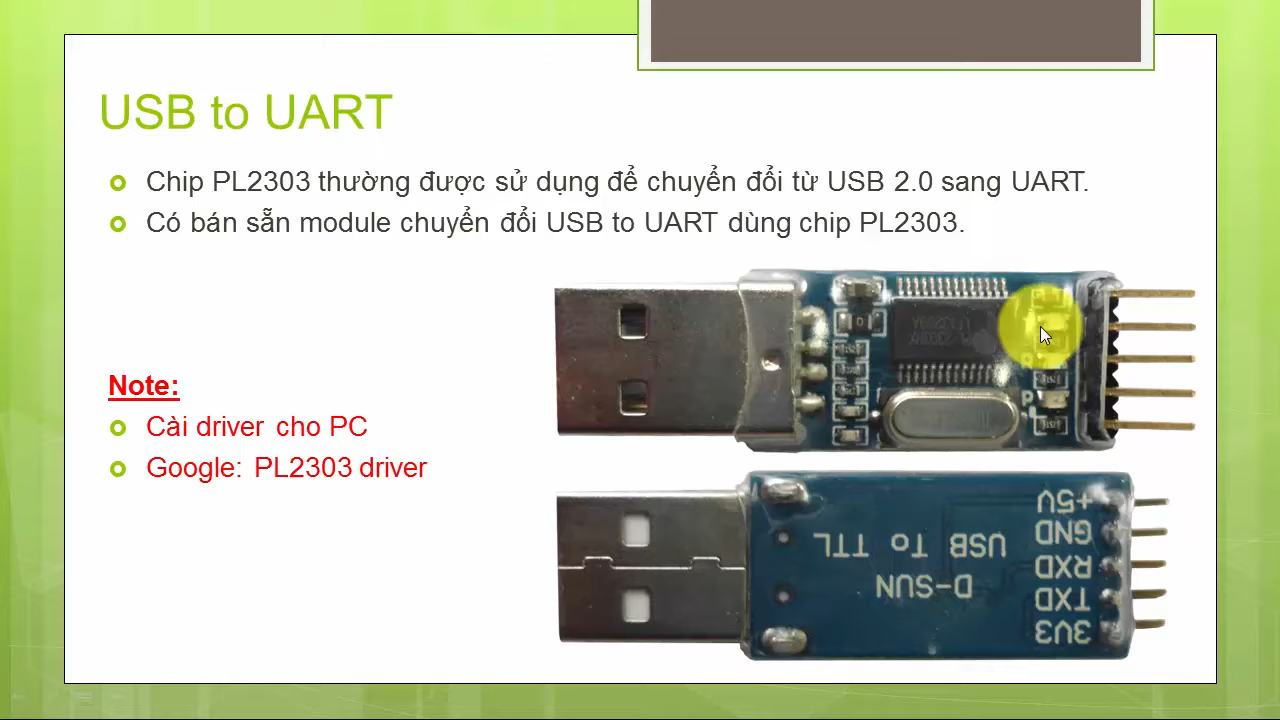 USB to UART
Chip PL2303 thường được sử dụng để chuyển đổi từ USB 2.0 sang UART.
Có bán sẵn module chuyển đổi USB to UART dùng chip PL2303.
Note:
Cài driver cho PC
Google: PL2303 driver
+5V
GND
RXD
TXD
3V3
USB To TTL
D-SUN